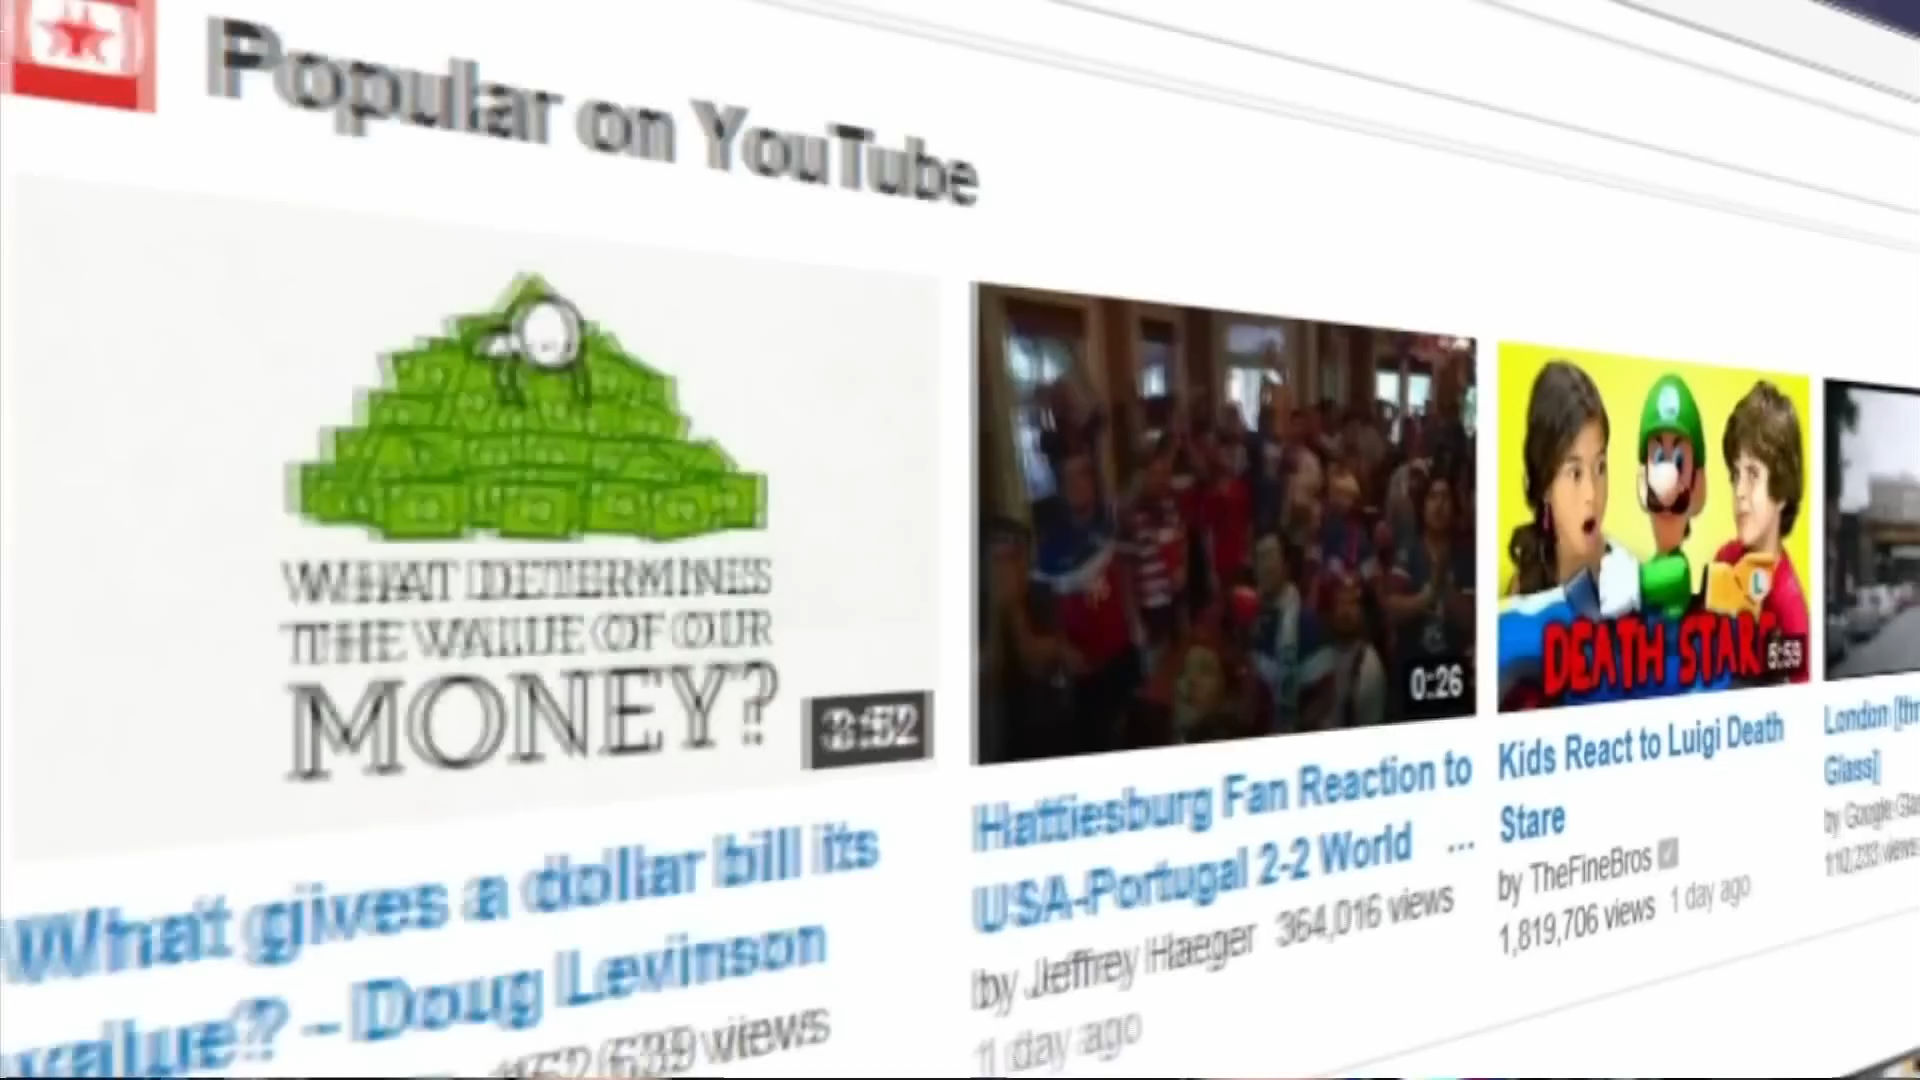 Popular on YouTube
WHAT DETERMINES
THE VALUE OF OUR
MONEY?
0:26
DEATH STARE
5:59
What gives a dollar bill its
value? - Doug Levinson
views
Hattiesburg Fan Reaction to
USA-Portugal 2-2 World ...
by Jeffrey Haeger 364,016 views
1 day ago
Kids React to Luigi Death
Stare
by TheFineBros
1,819,706 views 1 day ago
London
Glass]
by Google
views